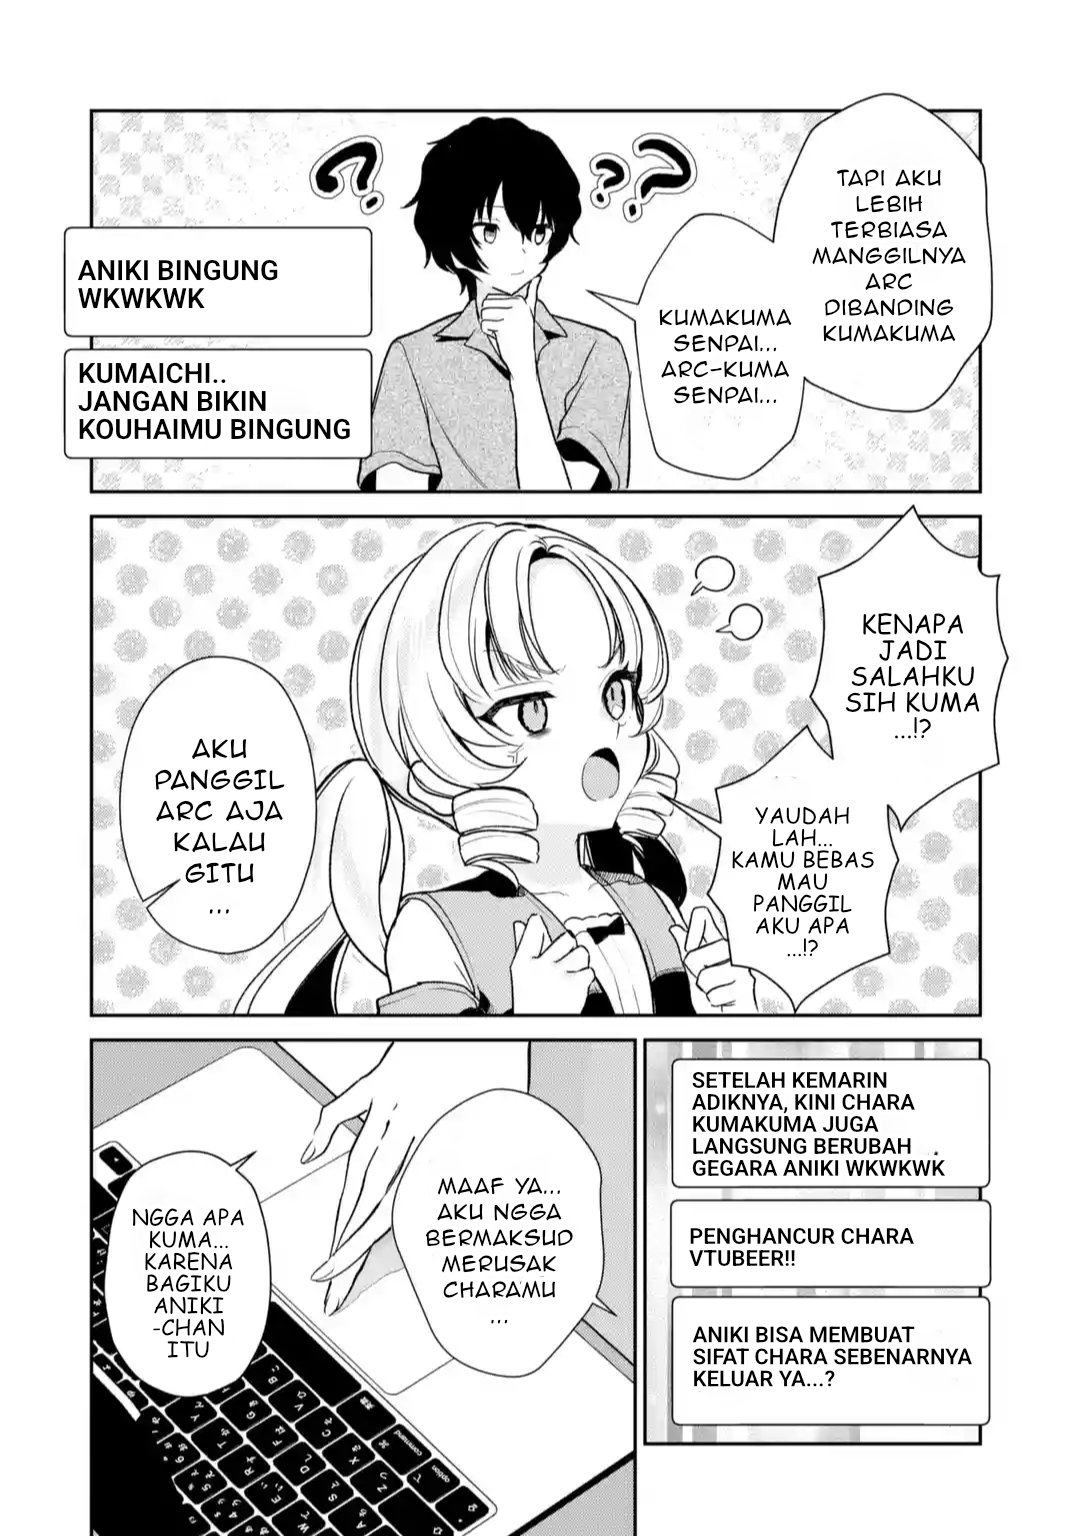 TAPI AKU
LEBIH
TERBIASA
MANGGILNYA
ARC
DIBANDING
KUMAKUMA
KUMAKUMA
SENPAI...
ARC-KUMA
SENPAI...
? ??
ANIKI BINGUNG
WKWKWK
KUMAICHI..
JANGAN BIKIN
KOUHAIMU BINGUNG
KENAPA
JADI
SALAHKU
SIH KUMA
...!?
YAUDAH
LAH...
KAMU BEBAS
MAU
PANGGIL
AKU APA
...!?
AKU
PANGGIL
ARC AJA
KALAU
GITU
...
SETELAH KEMARIN
ADIKNYA, KINI CHARA
KUMAKUMA JUGA
LANGSUNG BERUBAH
GEGARA ANIKI WKWKWK
PENGHANCUR CHARA
VTUBEER!!
ANIKI BISA MEMBUAT
SIFAT CHARA SEBENARNYA
KELUAR YA...?
MAAF YA...
AKU NGGA
BERMAKSUD
MERUSAK
CHARAMU
...
NGGA APA
KUMA...
KARENA
BAGIKU
ANIKI
-CHAN
ITU
command
option